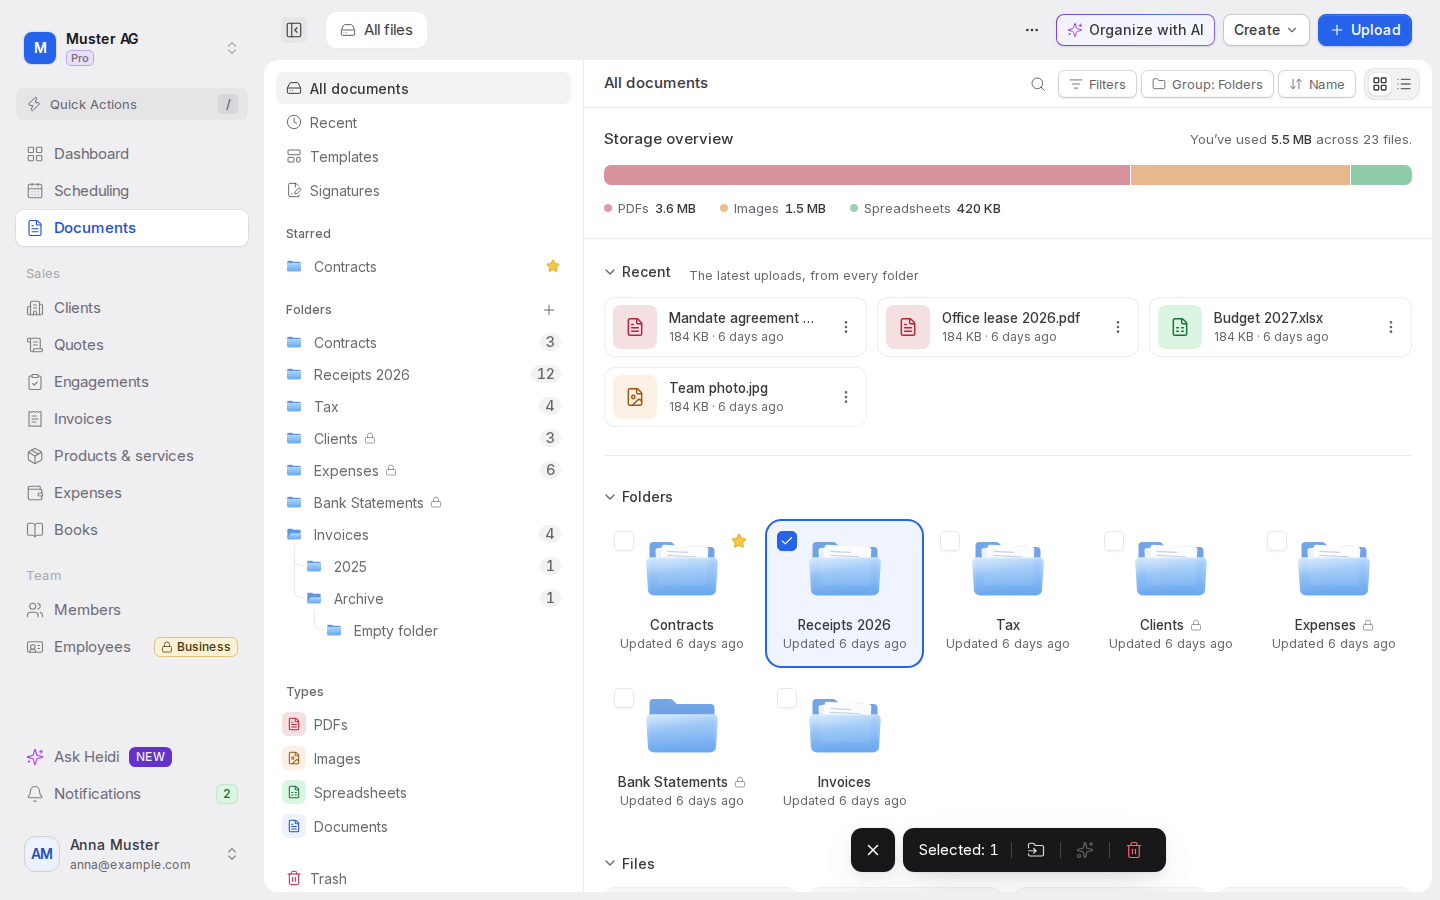 Muster AG
Pro
Quick Actions
/
Dashboard
Scheduling
Documents
Sales
Clients
Quotes
Engagements
Invoices
Products & services
Expenses
Books
Team
Members
Employees
Business
Ask Heidi
NEW
Notifications
2
AM
Anna Muster
anna@example.com
M
All files
Organize with AI
Create
Upload
All documents
Recent
Templates
Signatures
Starred
Contracts
Folders
Contracts
3
Receipts 2026
12
Tax
4
Clients
3
Expenses
6
Bank Statements
Invoices
4
2025
1
Archive
1
Empty folder
Types
PDFs
Images
Spreadsheets
Documents
Trash
All documents
Filters
Group: Folders
Name
Storage overview
You've used 5.5 MB across 23 files.
PDFs 3.6 MB
Images 1.5 MB
Spreadsheets 420 KB
Recent
The latest uploads, from every folder
Mandate agreement ...
184 KB · 6 days ago
Office lease 2026.pdf
184 KB · 6 days ago
Budget 2027.xlsx
184 KB · 6 days ago
Team photo.jpg
184 KB · 6 days ago
Folders
Contracts
Updated 6 days ago
Receipts 2026
Updated 6 days ago
Tax
Updated 6 days ago
Clients
Updated 6 days ago
Expenses
Updated 6 days ago
Bank Statements
Updated 6 days ago
Invoices
Updated 6 days ago
Files
Selected: 1